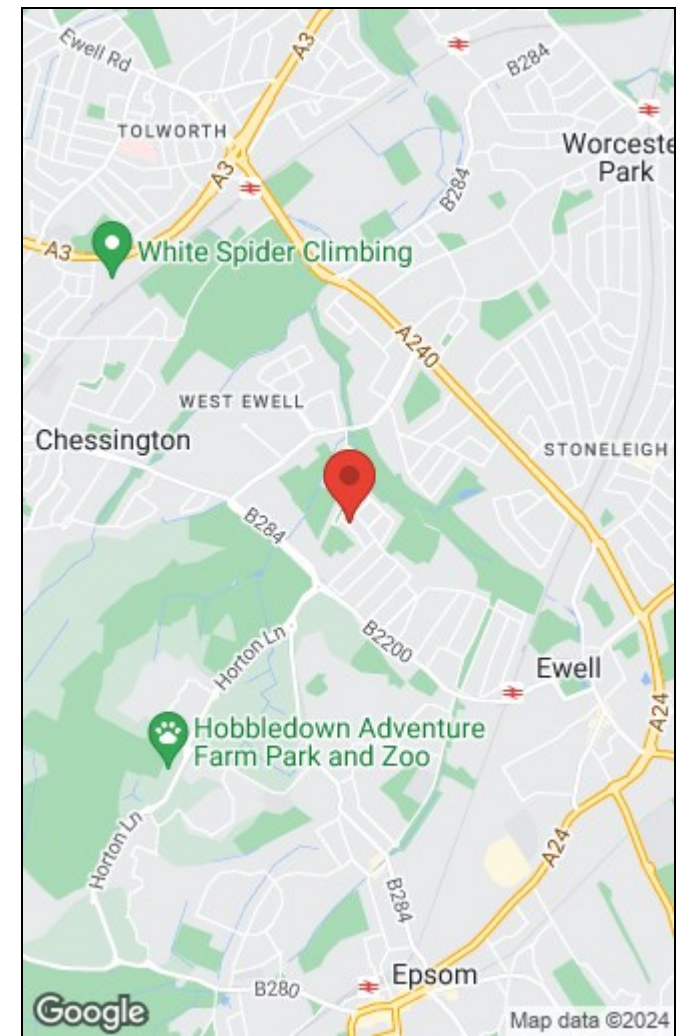 Ewell Rd
A3
B284
TOLWORTH
Worceste
Park
A3
B284
A3
White Spider Climbing
A240
WEST EWELL
Chessington
STONELEIGH
B284
Horton Ln
B2200
Ewell
A24
Hobbledown Adventure
Farm Park and Zoo
Horton Ln
A24
B284
B280
Epsom
Google
Map data ©2024